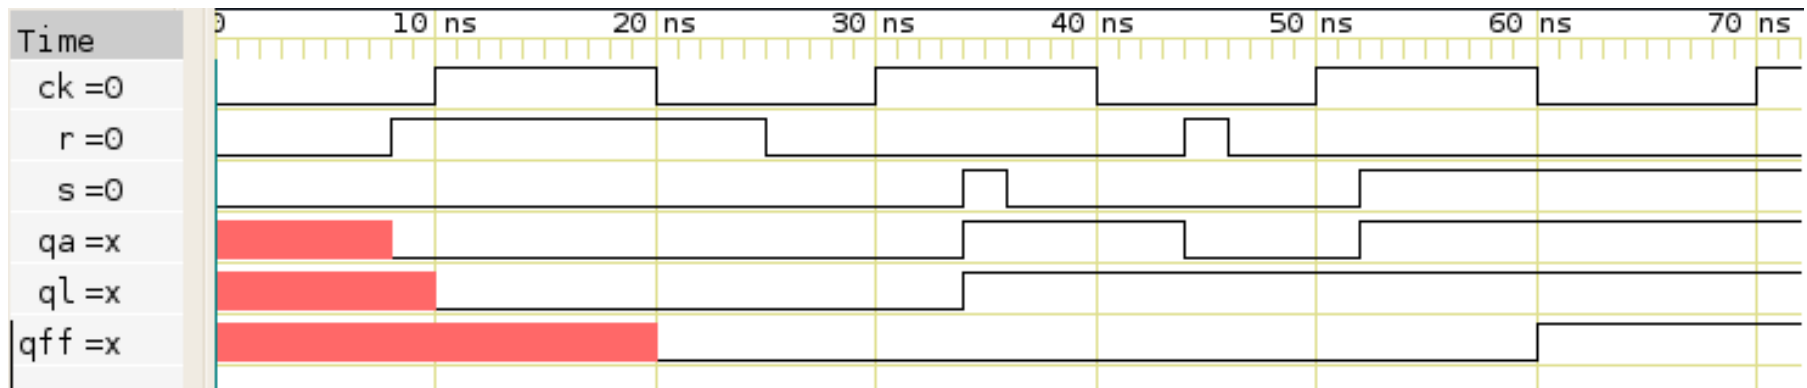 Time
0 10 ns 20 ns 30 ns 40 ns 50 ns 60 ns 70 ns
ck =0
r =0
s =0
qa =x
ql =x
qff =x